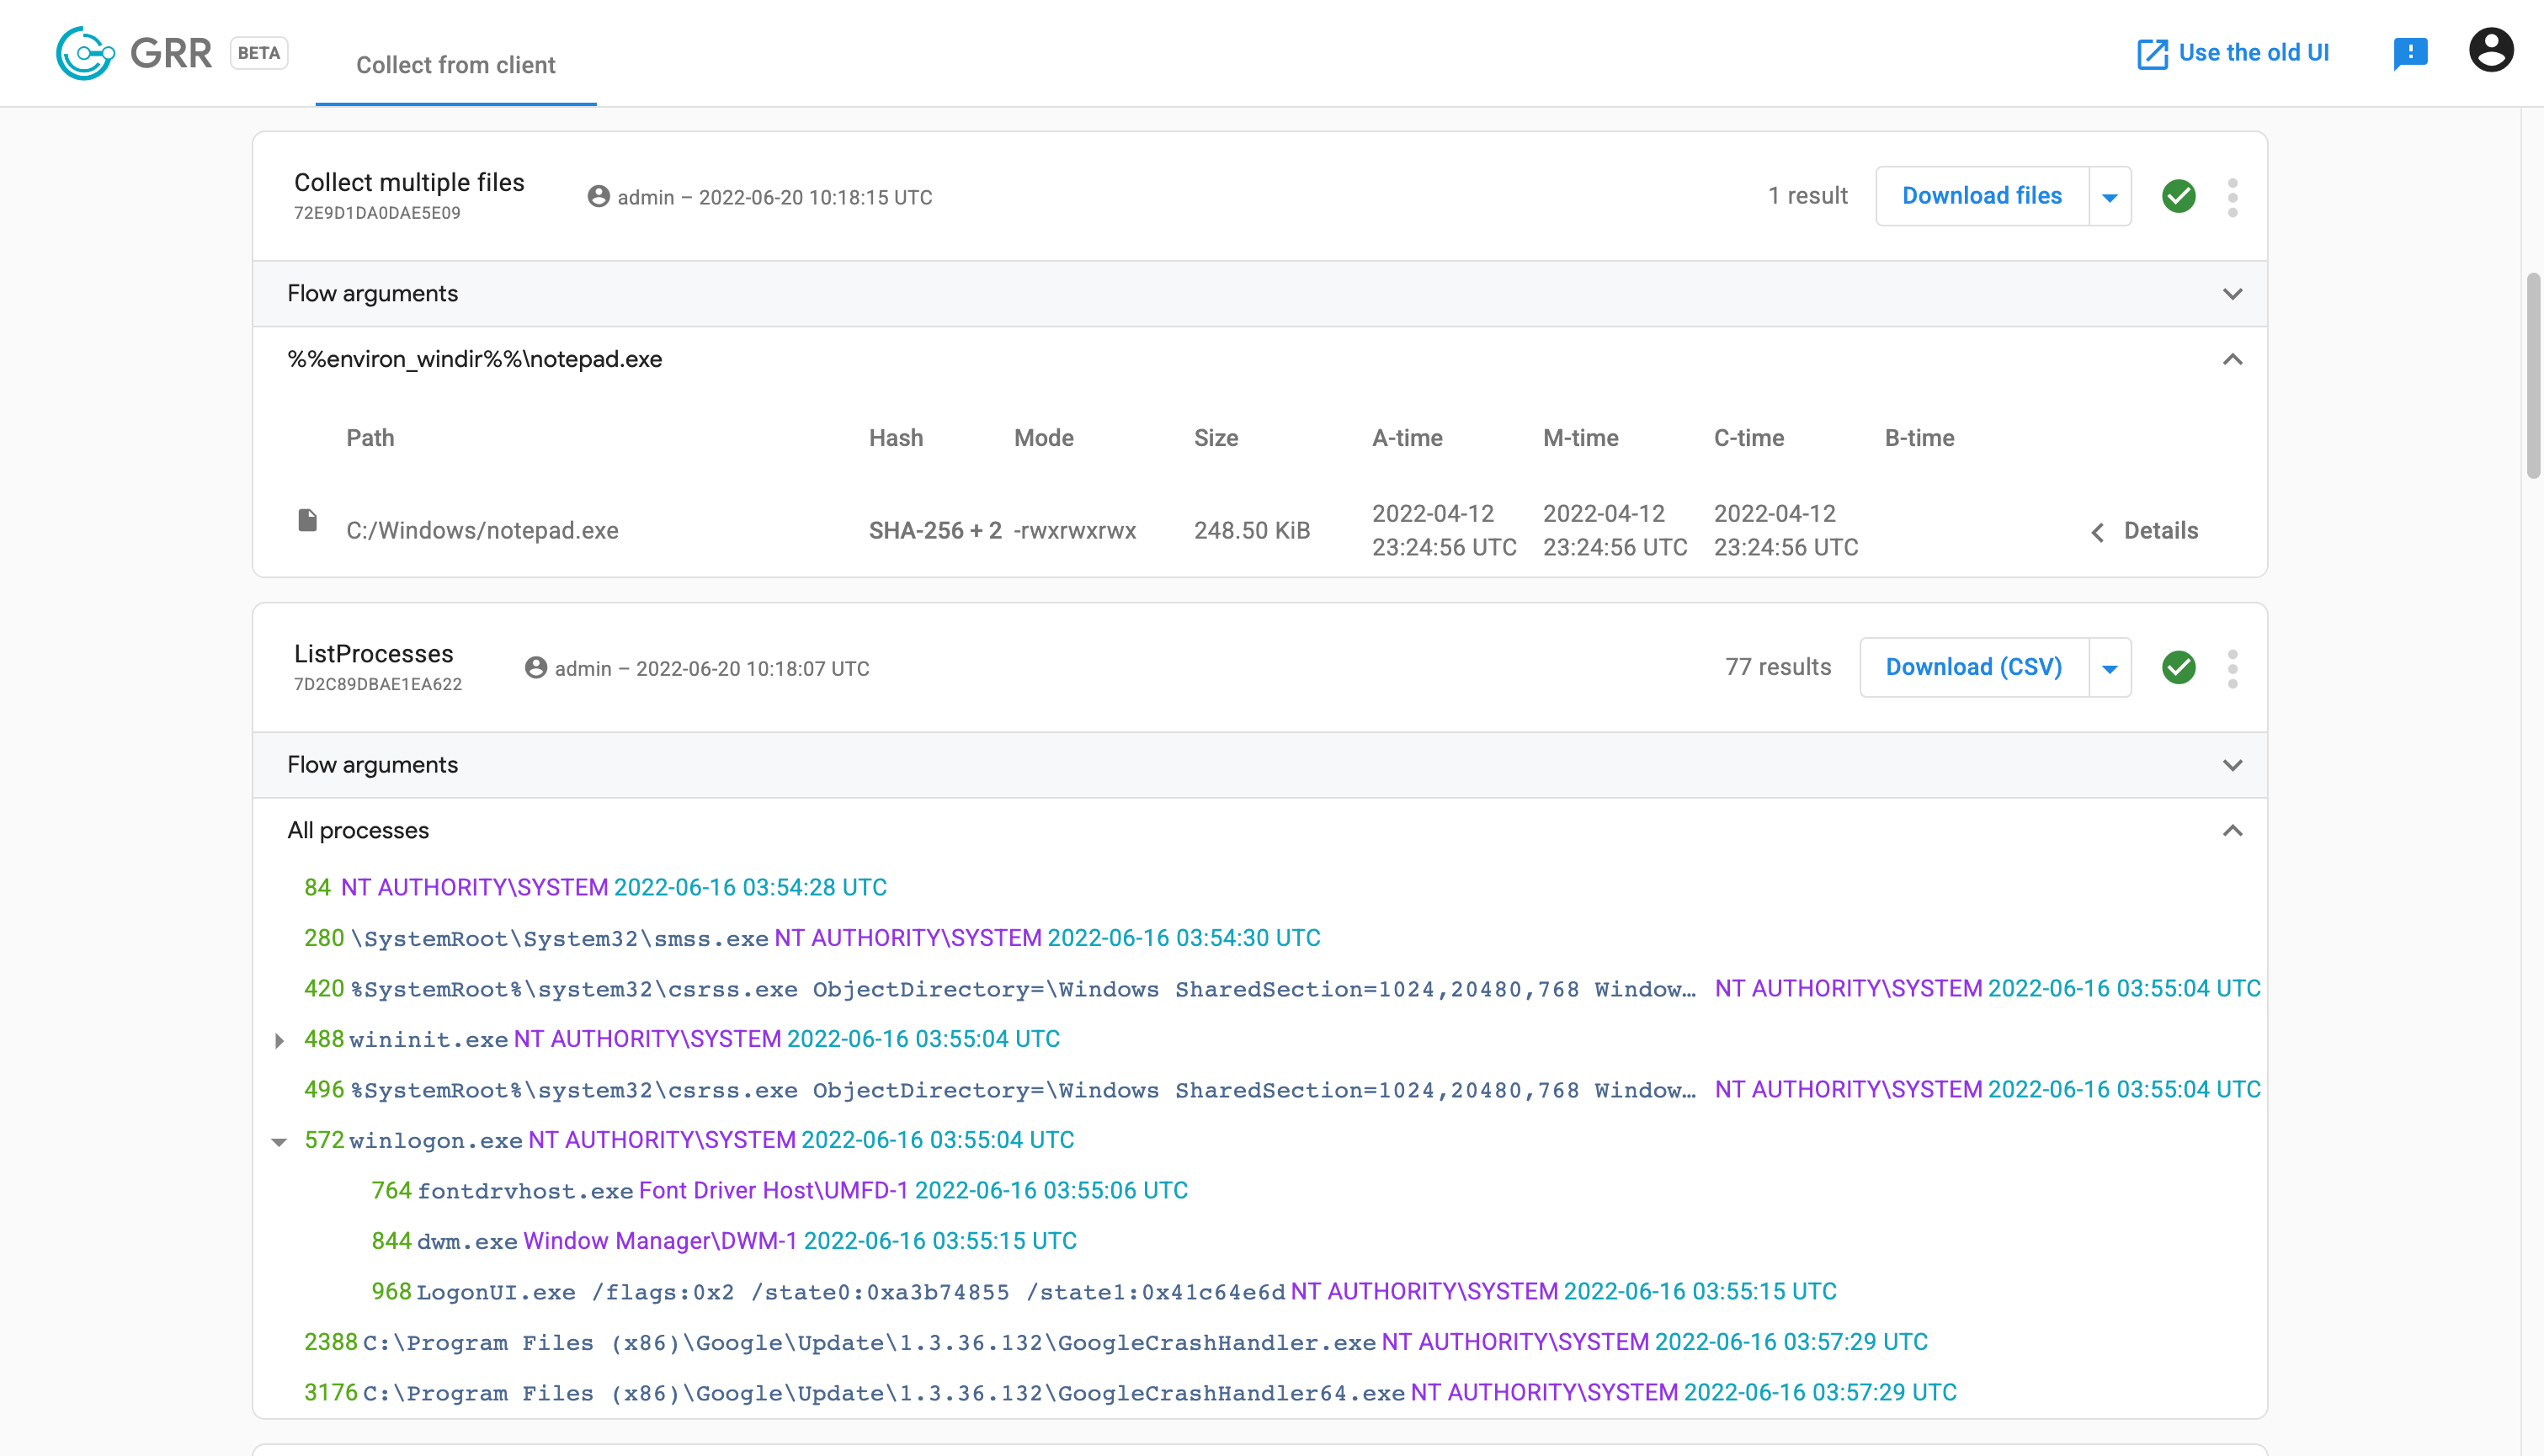 GRR BETA Collect from client Use the old UI
Collect multiple files admin – 2022-06-20 10:18:15 UTC 1 result Download files
72E9D1DA0DAE5E09
Flow arguments
%%environ_windir%%\notepad.exe
Path Hash Mode Size A-time M-time C-time B-time
C:/Windows/notepad.exe SHA-256 + 2 -rwxrwxrwx 248.50 KiB 2022-04-12 23:24:56 UTC 2022-04-12 23:24:56 UTC 2022-04-12 23:24:56 UTC Details
ListProcesses admin – 2022-06-20 10:18:07 UTC 77 results Download (CSV)
7D2C89DBAE1EA622
Flow arguments
All processes
84 NT AUTHORITY\SYSTEM 2022-06-16 03:54:28 UTC
280 \SystemRoot\System32\smss.exe NT AUTHORITY\SYSTEM 2022-06-16 03:54:30 UTC
420 %SystemRoot%\system32\csrss.exe ObjectDirectory=\Windows SharedSection=1024,20480,768 Window… NT AUTHORITY\SYSTEM 2022-06-16 03:55:04 UTC
488 wininit.exe NT AUTHORITY\SYSTEM 2022-06-16 03:55:04 UTC
496 %SystemRoot%\system32\csrss.exe ObjectDirectory=\Windows SharedSection=1024,20480,768 Window… NT AUTHORITY\SYSTEM 2022-06-16 03:55:04 UTC
572 winlogon.exe NT AUTHORITY\SYSTEM 2022-06-16 03:55:04 UTC
764 fontdrvhost.exe Font Driver Host\UMFD-1 2022-06-16 03:55:06 UTC
844 dwm.exe Window Manager\DWM-1 2022-06-16 03:55:15 UTC
968 LogonUI.exe /flags:0x2 /state0:0xa3b74855 /state1:0x41c64e6d NT AUTHORITY\SYSTEM 2022-06-16 03:55:15 UTC
2388 C:\Program Files (x86)\Google\Update\1.3.36.132\GoogleCrashHandler.exe NT AUTHORITY\SYSTEM 2022-06-16 03:57:29 UTC
3176 C:\Program Files (x86)\Google\Update\1.3.36.132\GoogleCrashHandler64.exe NT AUTHORITY\SYSTEM 2022-06-16 03:57:29 UTC